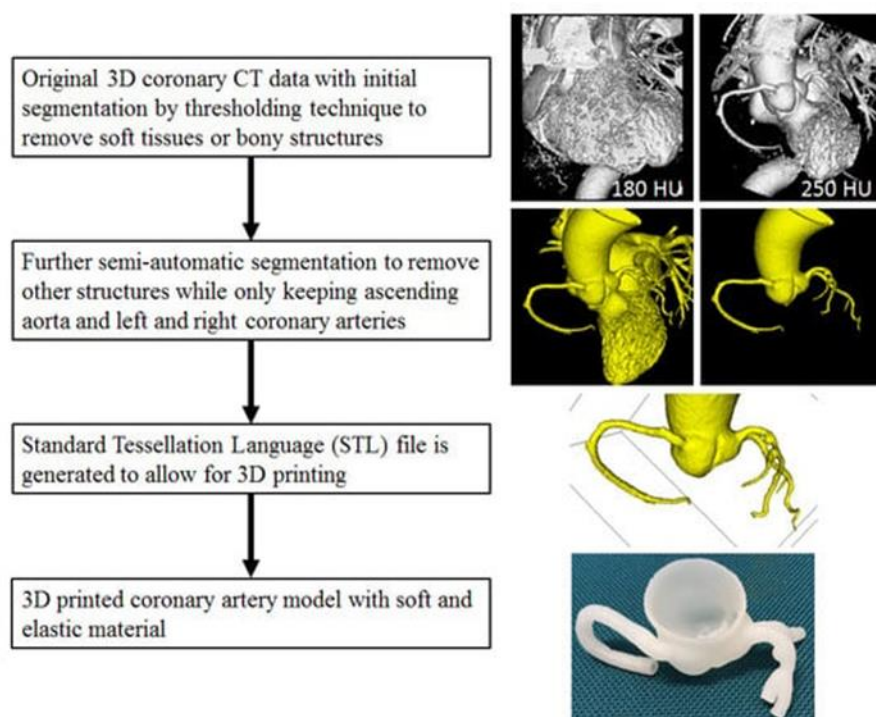 Original 3D coronary CT data with initial
segmentation by thresholding technique to
remove soft tissues or bony structures
180 HU
250 HU
Further semi-automatic segmentation to remove
other structures while only keeping ascending
aorta and left and right coronary arteries
Standard Tessellation Language (STL) file is
generated to allow for 3D printing
3D printed coronary artery model with soft and
elastic material